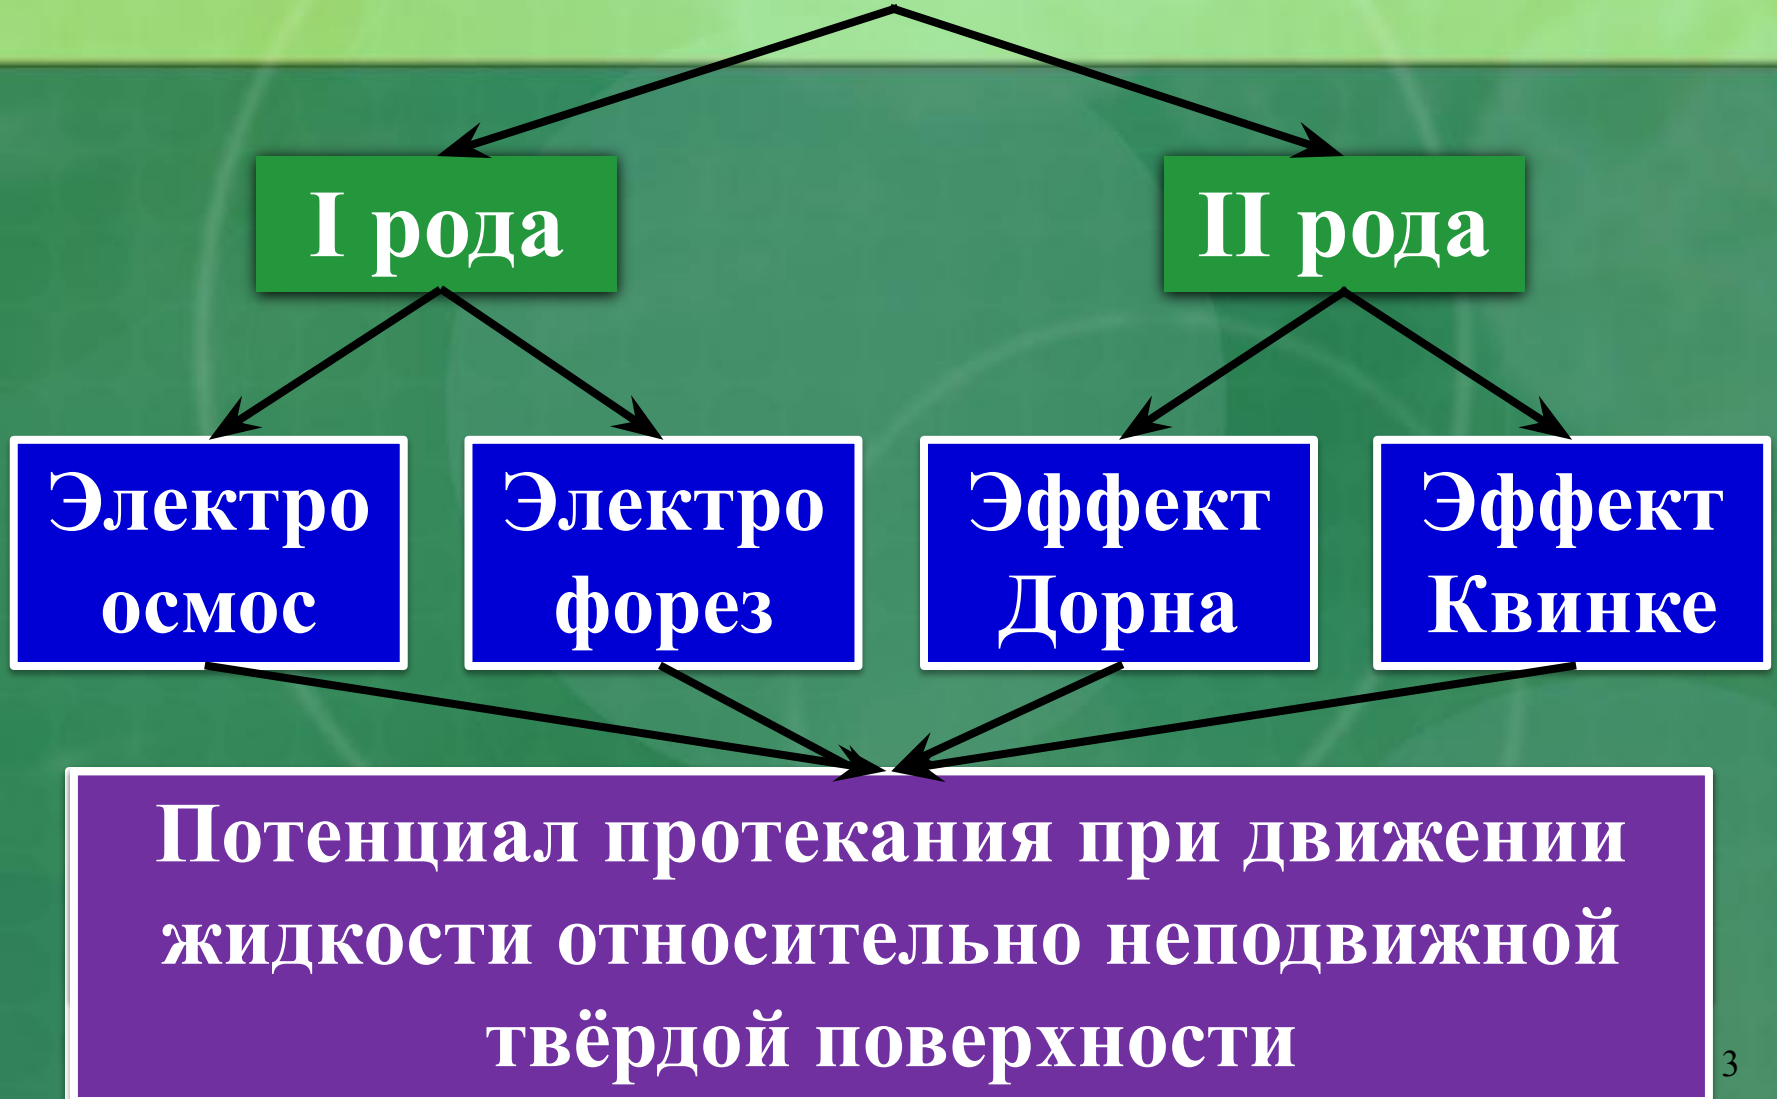 I рода
II рода
Электро
осмос
Электро
форез
Эффект
Дорна
Эффект
Квинке
Потенциал протекания при движении
жидкости относительно неподвижной
твёрдой поверхности
3